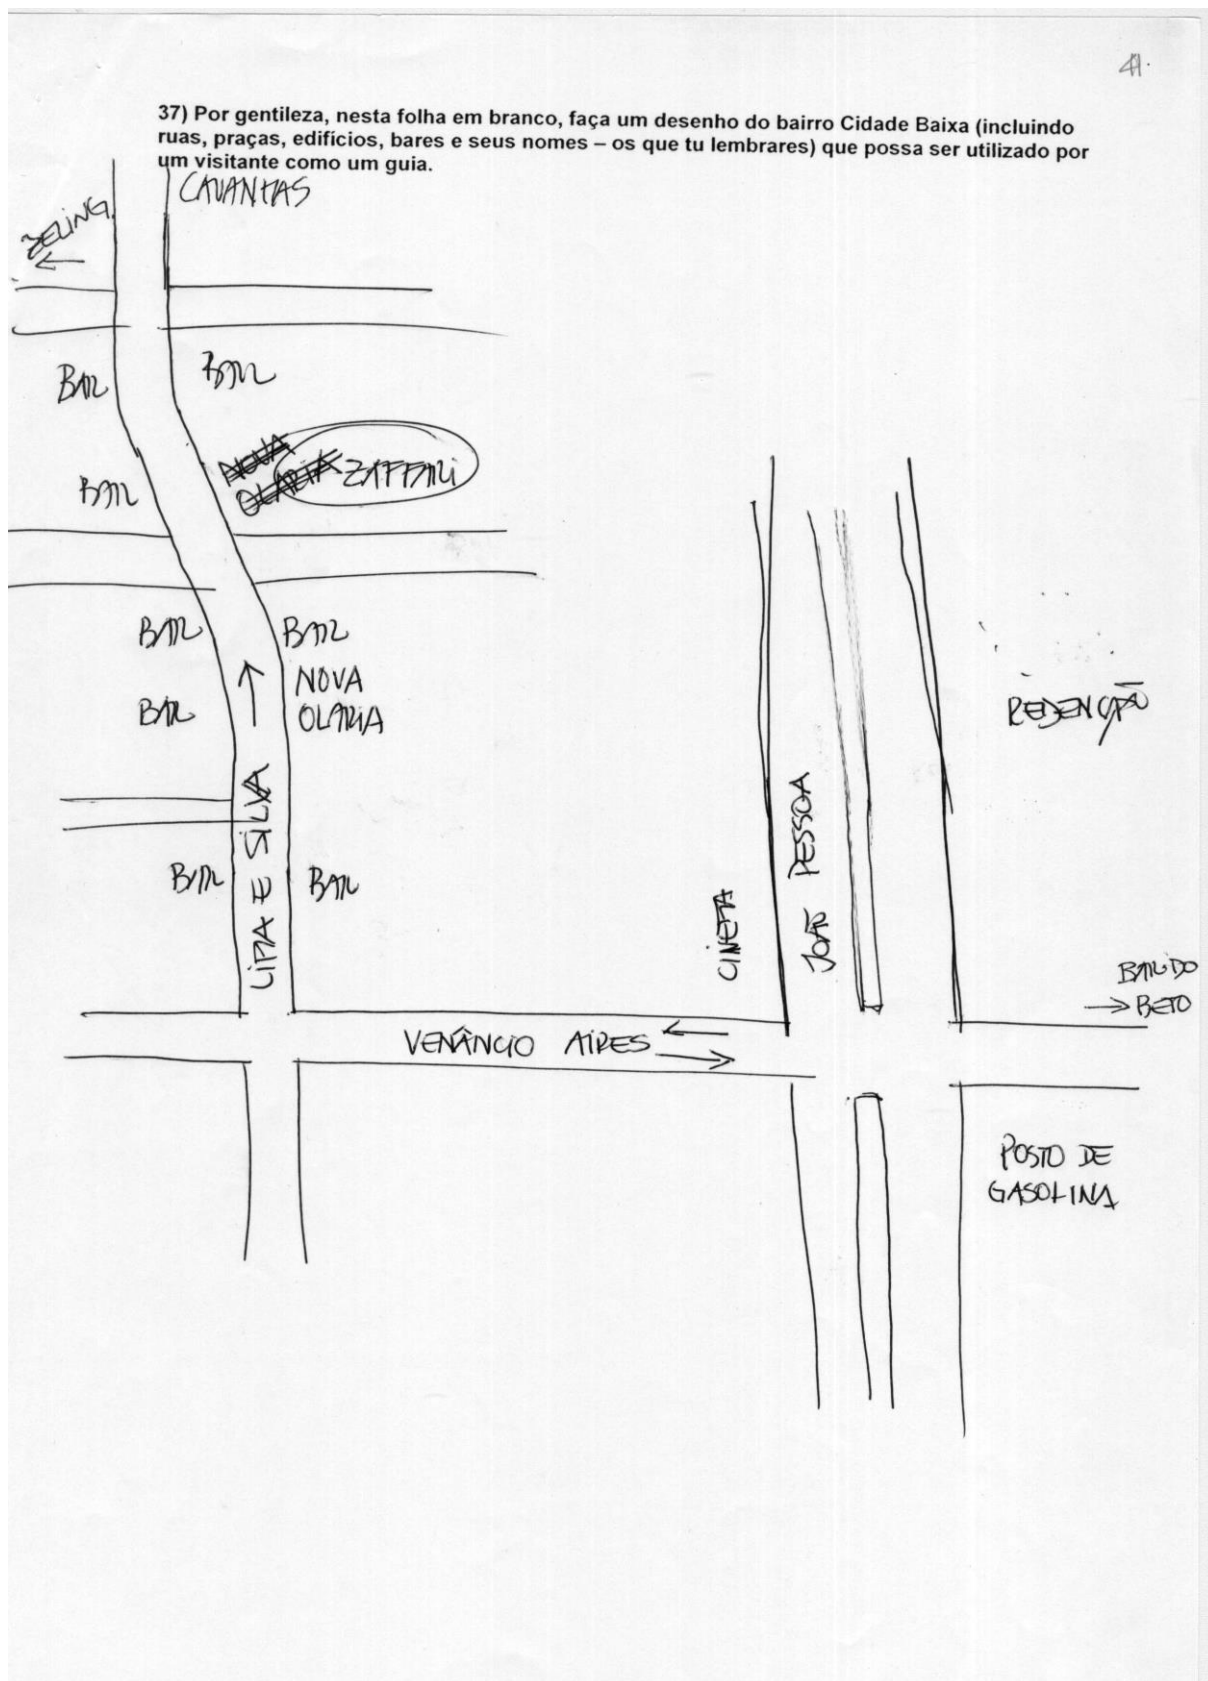 41.
37) Por gentileza, nesta folha em branco, faça um desenho do bairro Cidade Baixa (incluindo
ruas, praças, edifícios, bares e seus nomes – os que tu lembrares) que possa ser utilizado por
um visitante como um guia.
CAVANHAS
BAR
BAR
NOVA
OLARIA
ZAFFARI
BAR
BAR
BAR
BAR
NOVA
OLARIA
REDENÇÃO
LIMA E SILVA
JOÃO PESSOA
BAR
BAR
CINEMA
BAR DO
BETO
VENÂNCIO AIRES
POSTO DE
GASOLINA